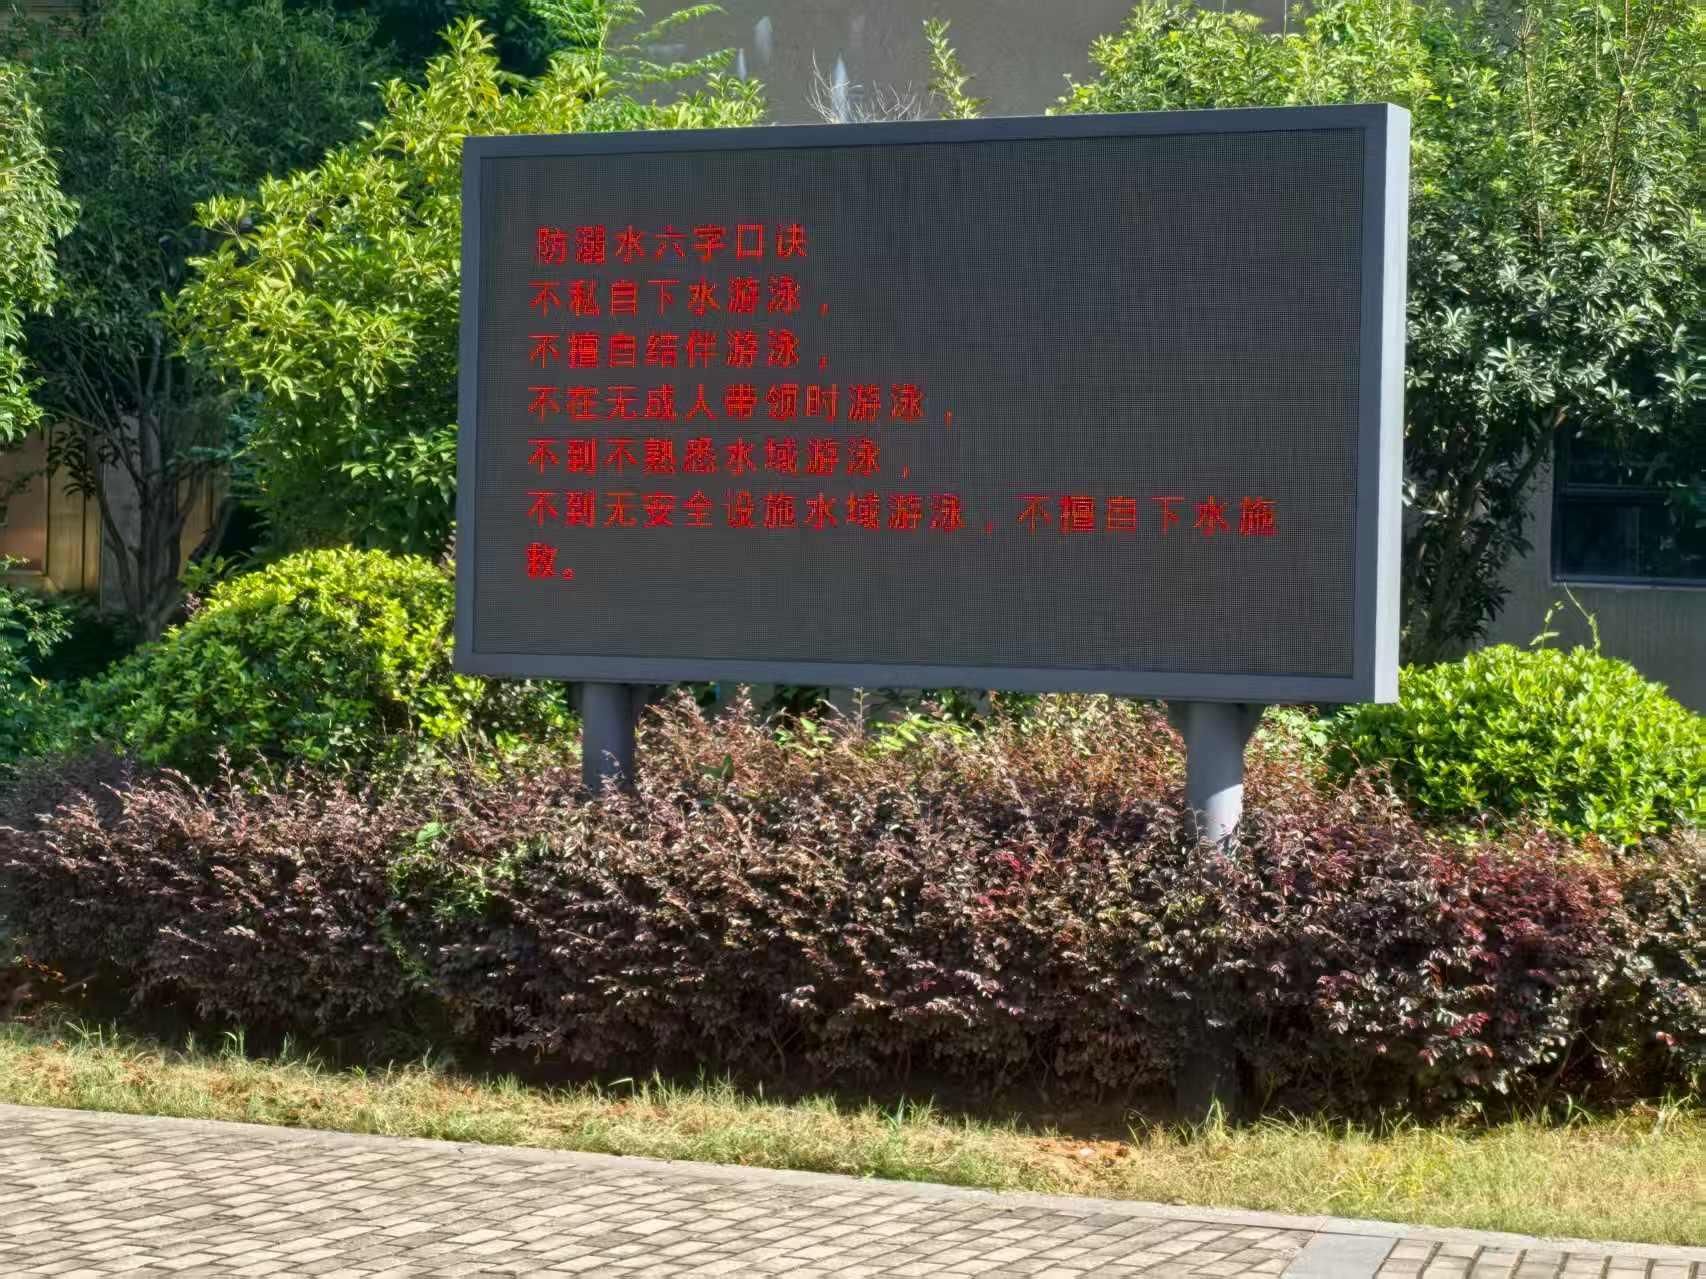 防溺水六字口诀
不私自下水游泳，
不擅自结伴游泳，
不在无成人带领时游泳，
不到不熟悉水域游泳，
不到无安全设施水域游泳，不擅自下水施
救。